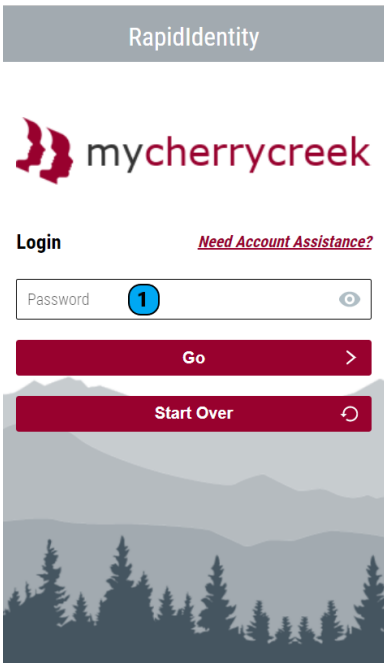 RapidIdentity
mycherrycreek
Login Need Account Assistance?
Password 1
Go
Start Over